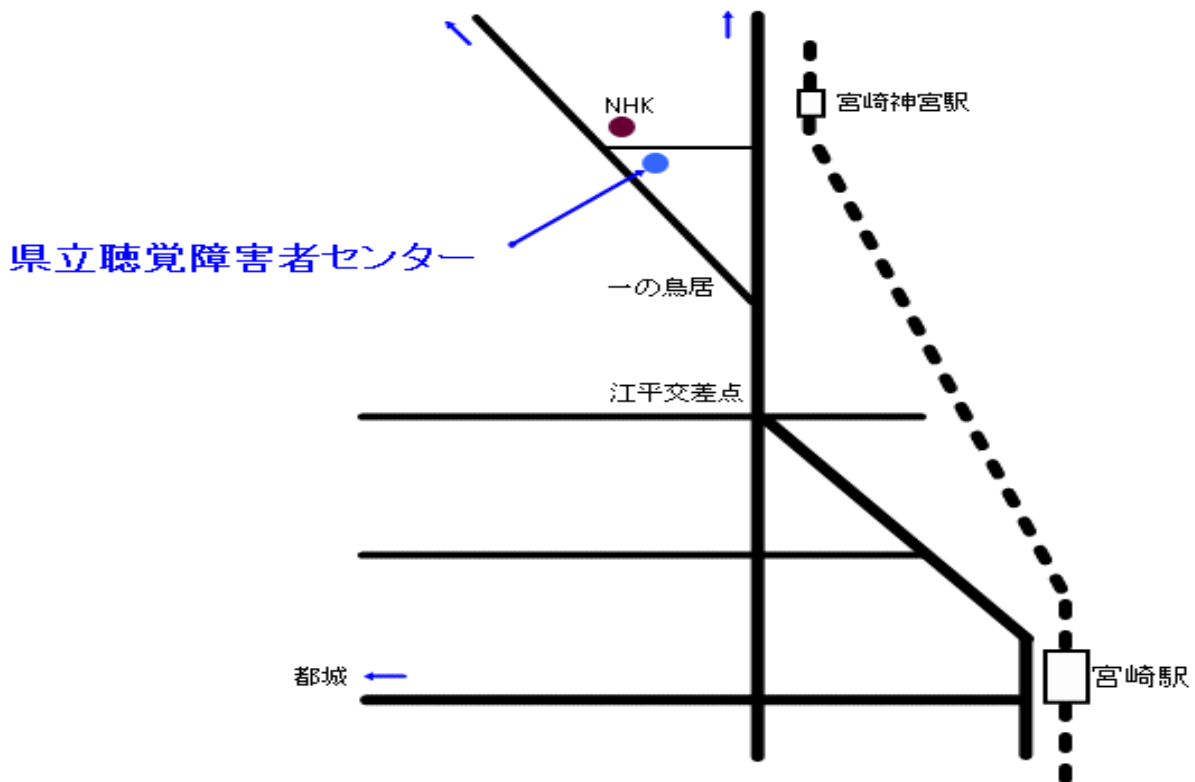 NHK
宮崎神宮駅
県立聴覚障害者センター
一の鳥居
江平交差点
都城
宮崎駅